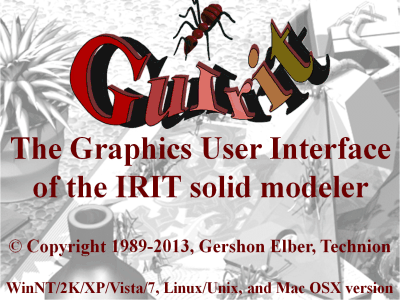 GuIrit
The Graphics User Interface
of the IRIT solid modeler
© Copyright 1989-2013, Gershon Elber, Technion
WinNT/2K/XP/Vista/7, Linux/Unix, and Mac OSX version